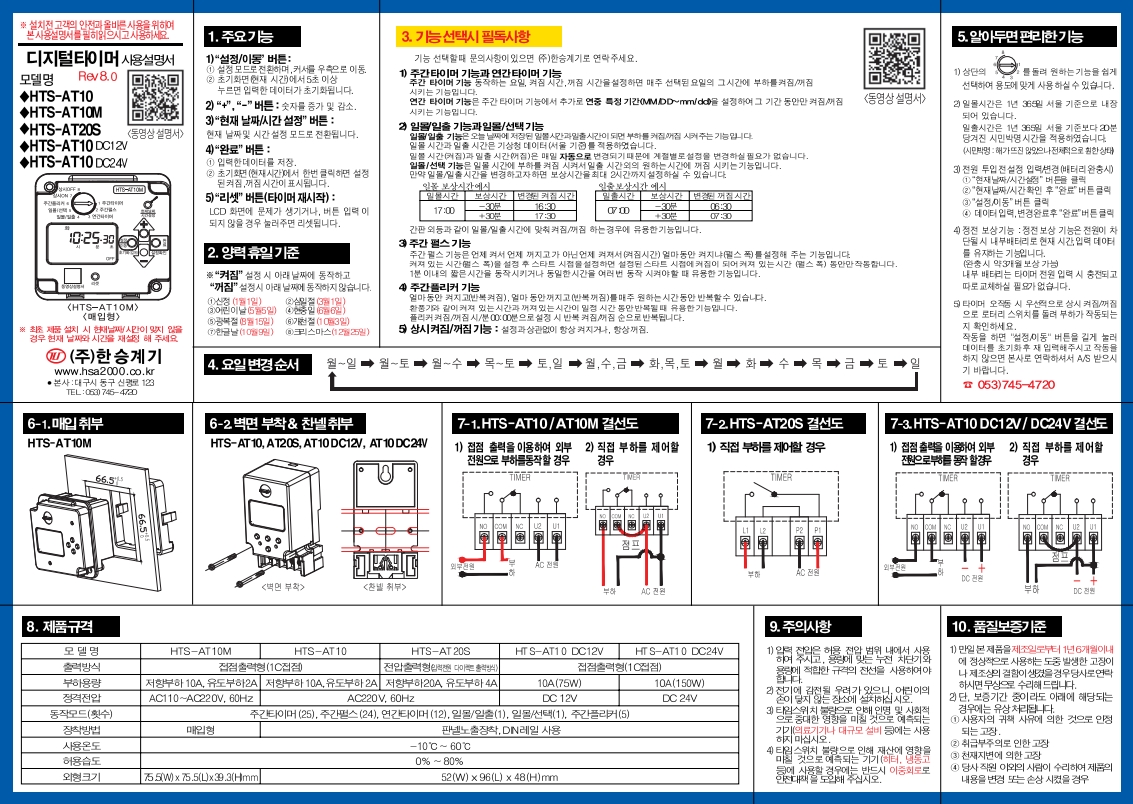 ※ 설치전 고객의 안전과 올바른 사용을 위하여
본 사용설명서를 필히 읽으시고 사용하세요.
디지털타이머 사용설명서
모델명 Rev 8.0
◆HTS-AT10
◆HTS-AT10M
◆HTS-AT20S
◆HTS-AT10 DC12V
◆HTS-AT10 DC24V
<동영상 설명서>
HTS-AT10M
10:25:30
<HTS-AT10M>
<매입형>
※ 최초 제품 설치 시 현재날짜/시간이 맞지 않을
경우 현재 날짜와 시간을 재설정 해 주세요.
(주)한승계기
www.hsa2000.co.kr
● 본사 : 대구시 동구 신평로 123
TEL : 053) 745-4720
1. 주요 기능
1) "설정/이동" 버튼 :
① 설정 모드로 전환하며, 커서를 우측으로 이동.
② 초기화면(현재 시간)에서 5초 이상
누르면 입력한 데이터가 초기화됩니다.
2) "+", "-" 버튼 : 숫자를 증가 및 감소.
3) "현재 날짜/시간 설정" 버튼 :
현재 날짜 및 시간 설정 모드로 전환됩니다.
4) "완료" 버튼 :
① 입력한 데이터를 저장.
② 초기화면(현재시간)에서 한번 클릭하면 설정
된 켜짐, 꺼짐 시간이 표시됩니다.
5) "리셋" 버튼(타이머 재시작) :
LCD 화면에 문제가 생기거나, 버튼 입력이
되지 않을 경우 눌러주면 리셋됩니다.
2. 양력 휴일 기준
※ "켜짐" 설정 시 아래 날짜에 동작하고
"꺼짐" 설정시 아래 날짜에 동작하지 않습니다.
①신정 (1월1일) ②삼일절 (3월1일)
③어린이날 (5월5일) ④현충일 (6월6일)
⑤광복절 (8월15일) ⑥개천절 (10월3일)
⑦한글날 (10월9일) ⑧크리스마스 (12월25일)
3. 기능 선택시 필독사항
기능 선택할 때 문의사항이 있으면 (주)한승계기로 연락주세요.
<동영상 설명서>
1) 주간 타이머 기능과 연간 타이머 기능
주간 타이머 기능 동작하는 요일, 켜짐 시간, 꺼짐 시간을 설정하면 매주 선택된 요일의 그 시간에 부하를 켜짐/꺼짐
시키는 기능입니다.
연간 타이머 기능은 주간 타이머 기능에서 추가로 연중 특정 기간(MM/DD~mm/dd)을 설정하여 그 기간 동안만 켜짐/꺼짐
시키는 기능입니다.
2) 일몰/일출 기능과 일몰/선택 기능
일몰/일출 기능은 오늘 날짜에 저장된 일몰시간과 일출시간이 되면 부하를 켜짐/꺼짐 시켜주는 기능입니다.
일몰 시간과 일출 시간은 기상청 데이터(서울 기준)를 적용하였습니다.
일몰 시간(켜짐)과 일출 시간(꺼짐)은 매일 자동으로 변경되기 때문에 계절별로 설정을 변경하실 필요가 없습니다.
일몰/선택 기능은 일몰 시간에 부하를 켜짐 시켜서 일출 시간 외의 원하는 시간에 꺼짐 시키는 기능입니다.
만약 일몰/일출 시간을 변경하고자 하면 보상시간을 최대 2시간까지 설정하실 수 있습니다.
일몰 보상시간 예시
일몰시간 보상시간 변경된 켜짐 시간
17:00 -30분 16:30
+30분 17:30
일출보상시간 예시
일출시간 보상시간 변경된 꺼짐 시간
07:00 -30분 06:30
+30분 07:30
간판 외등과 같이 일몰/일출 시간에 맞춰 켜짐/꺼짐 하는 경우에 유용한 기능입니다.
3) 주간 펄스 기능
주간 펄스 기능은 언제 켜서 언제 꺼지고가 아닌 언제 켜져서(켜짐시간) 얼마 동안 켜지냐(펄스 폭)를 설정해 주는 기능입니다.
켜져 있는 시간(펄스 폭)을 설정 후 스타트 시점을 설정하면 설정된 스타트 시점에 켜짐이 되어 켜져 있는 시간 (펄스 폭) 동안만 작동합니다.
1분 이내의 짧은 시간을 동작 시키거나 동일한 시간을 여러 번 동작 시켜야할 때 유용한 기능입니다.
4) 주간 플리커 기능
얼마 동안 켜지고(반복켜짐), 얼마 동안 꺼지고(반복꺼짐)를 매주 원하는 시간 동안 반복할 수 있습니다.
환풍기와 같이 켜져 있는 시간과 꺼져 있는 시간이 일정 시간 동안 반복될 때 유용한 기능입니다.
플리커 켜짐/꺼짐 시/분 00:00분으로 설정 시 반복 켜짐/꺼짐 순으로 반복됩니다.
5) 상시 켜짐/꺼짐 기능 : 설정과 상관없이 항상 켜지거나, 항상 꺼짐.
4. 요일 변경 순서
월~일 ➡ 월~토 ➡ 월~수 ➡ 목~토 ➡ 토,일 ➡ 월,수,금 ➡ 화,목,토 ➡ 월 ➡ 화 ➡ 수 ➡ 목 ➡ 금 ➡ 토 ➡ 일
5. 알아두면 편리한 기능
1) 상단의 를 돌려 원하는 기능을 쉽게
선택하여 용도에 맞게 사용하실 수 있습니다.
2) 일몰시간은 1년 365일 서울 기준으로 내장
되어 있습니다.
일출시간은 1년 365일 서울 기준보다 20분
당겨진 시민박명 시간을 적용하였습니다.
(시민박명 : 해가 뜨진 않았으나 전체적으로 환한 상태)
3) 전원 투입 전 설정 입력변경(배터리 완충시)
① "현재날짜/시간설정" 버튼을 클릭
② "현재날짜/시간 확인 후 "완료" 버튼 클릭
③ "설정/이동" 버튼 클릭
④ 데이터 입력, 변경 완료 후 "완료" 버튼 클릭
4) 정전 보상기능 : 정전 보상 기능은 전원이 차
단될 시 내부 배터리로 현재 시간, 입력 데이터
를 유지하는 기능입니다.
(완충시 약 3개월 보상 가능)
내부 배터리는 타이머 전원 입력 시 충전되고
따로 교체하실 필요가 없습니다.
5) 타이머 오작동 시 우선적으로 상시 켜짐/꺼짐
으로 로터리 스위치를 돌려 부하가 작동되는
지 확인하세요.
작동을 하면 "설정/이동" 버튼을 길게 눌러
데이터를 초기화 후 재 입력해주시고 작동을
하지 않으면 본사로 연락하셔서 A/S 받으시
기 바랍니다.
☎ 053)745-4720
6-1. 매입 취부
HTS-AT10M
66.5
66.5
6-2. 벽면 부착 & 찬넬 취부
HTS-AT10, AT20S, AT10 DC12V, AT10 DC24V
<벽면 부착>
<찬넬 취부>
7-1. HTS-AT10 / AT10M 결선도
1) 접점 출력을 이용하여 외부
전원으로 부하를 동작 할 경우
TIMER
NO COM NC U2 U1
외부전원
부하
AC 전원
2) 직접 부하를 제어할
경우
TIMER
NO COM NC U2 U1
점프
부하
AC 전원
7-2. HTS-AT20S 결선도
1) 직접 부하를 제어할 경우
TIMER
L1 L2 P2 P1
부하
AC 전원
7-3. HTS-AT10 DC12V / DC24V 결선도
1) 접점 출력을 이용하여 외부
전원으로 부하를 동작 할 경우
TIMER
NO COM NC U2 U1
외부전원
부하
- +
DC 전원
2) 직접 부하를 제어할
경우
TIMER
NO COM NC U2 U1
점프
- +
부하
DC 전원
8. 제품규격
모 델 명 HTS-AT10M HTS-AT10 HTS-AT20S HTS-AT10 DC12V HTS-AT10 DC24V
출력방식 접점출력형(1C접점) 전압출력형(입력전원 다이렉트 출력방식) 접점출력형(1C접점)
부하용량 저항부하 10A, 유도부하2A 저항부하 10A, 유도부하 2A 저항부하20A, 유도부하 4A 10A(75W) 10A(150W)
정격전압 AC110~AC220V, 60Hz AC220V, 60Hz DC 12V DC 24V
동작모드(횟수) 주간타이머(25), 주간펄스(24), 연간타이머(12), 일몰/일출(1), 일몰/선택(1), 주간플리커(5)
장착방법 매입형 판넬노출장착, DIN레일 사용
사용온도 -10℃ ~ 60℃
허용습도 0% ~ 80%
외형크기 75.5(W) x 75.5(L) x 39.3(H)mm 52(W) x 96(L) x 48(H)mm
9. 주의사항
1) 입력 전압은 허용 전압 범위 내에서 사용
하여 주시고, 용량에 맞는 누전 차단기와
용량에 적합한 규격의 전선을 사용하여야
합니다.
2) 전기에 감전될 우려가 있으니, 어린이의
손이 닿지 않는 장소에 설치하십시오.
3) 타임스위치 불량으로 인해 인명 및 사회적
으로 중대한 영향을 미칠 것으로 예측되는
기기(의료기기나 대규모 설비 등)에는 사용
하지 마십시오.
4) 타임스위치 불량으로 인해 재산에 영향을
미칠 것으로 예측되는 기기(히터, 냉동고
등)에 사용할 경우에는 반드시 이중회로로
안전대책을 도입해 주십시오.
10. 품질보증기준
1) 만일 본 제품을 제조일로부터 1년 6개월이내
에 정상적으로 사용하는 도중 발생한 고장이
나 제조상의 결함이 생겼을 경우 당사로 연락
하시면 무상으로 수리해 드립니다.
2) 단, 보증기간 중이라도 아래에 해당되는
경우에는 유상 처리됩니다.
① 사용자의 귀책 사유에 의한 것으로 인정
되는 고장.
② 취급부주의로 인한 고장
③ 천재지변에 의한 고장
④ 당사 직원 이외의 사람이 수리하여 제품의
내용을 변경 또는 손상 시켰을 경우